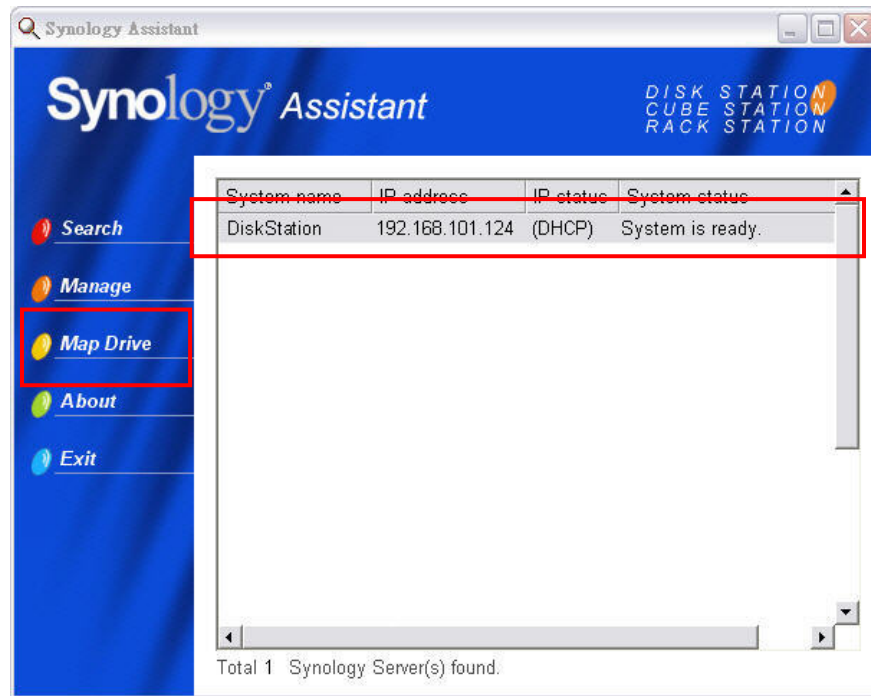 Synology Assistant
Synology® Assistant
DISK STATION
CUBE STATION
RACK STATION
Search
Manage
Map Drive
About
Exit
System name IP address IP status System status
DiskStation 192.168.101.124 (DHCP) System is ready.
Total 1 Synology Server(s) found.